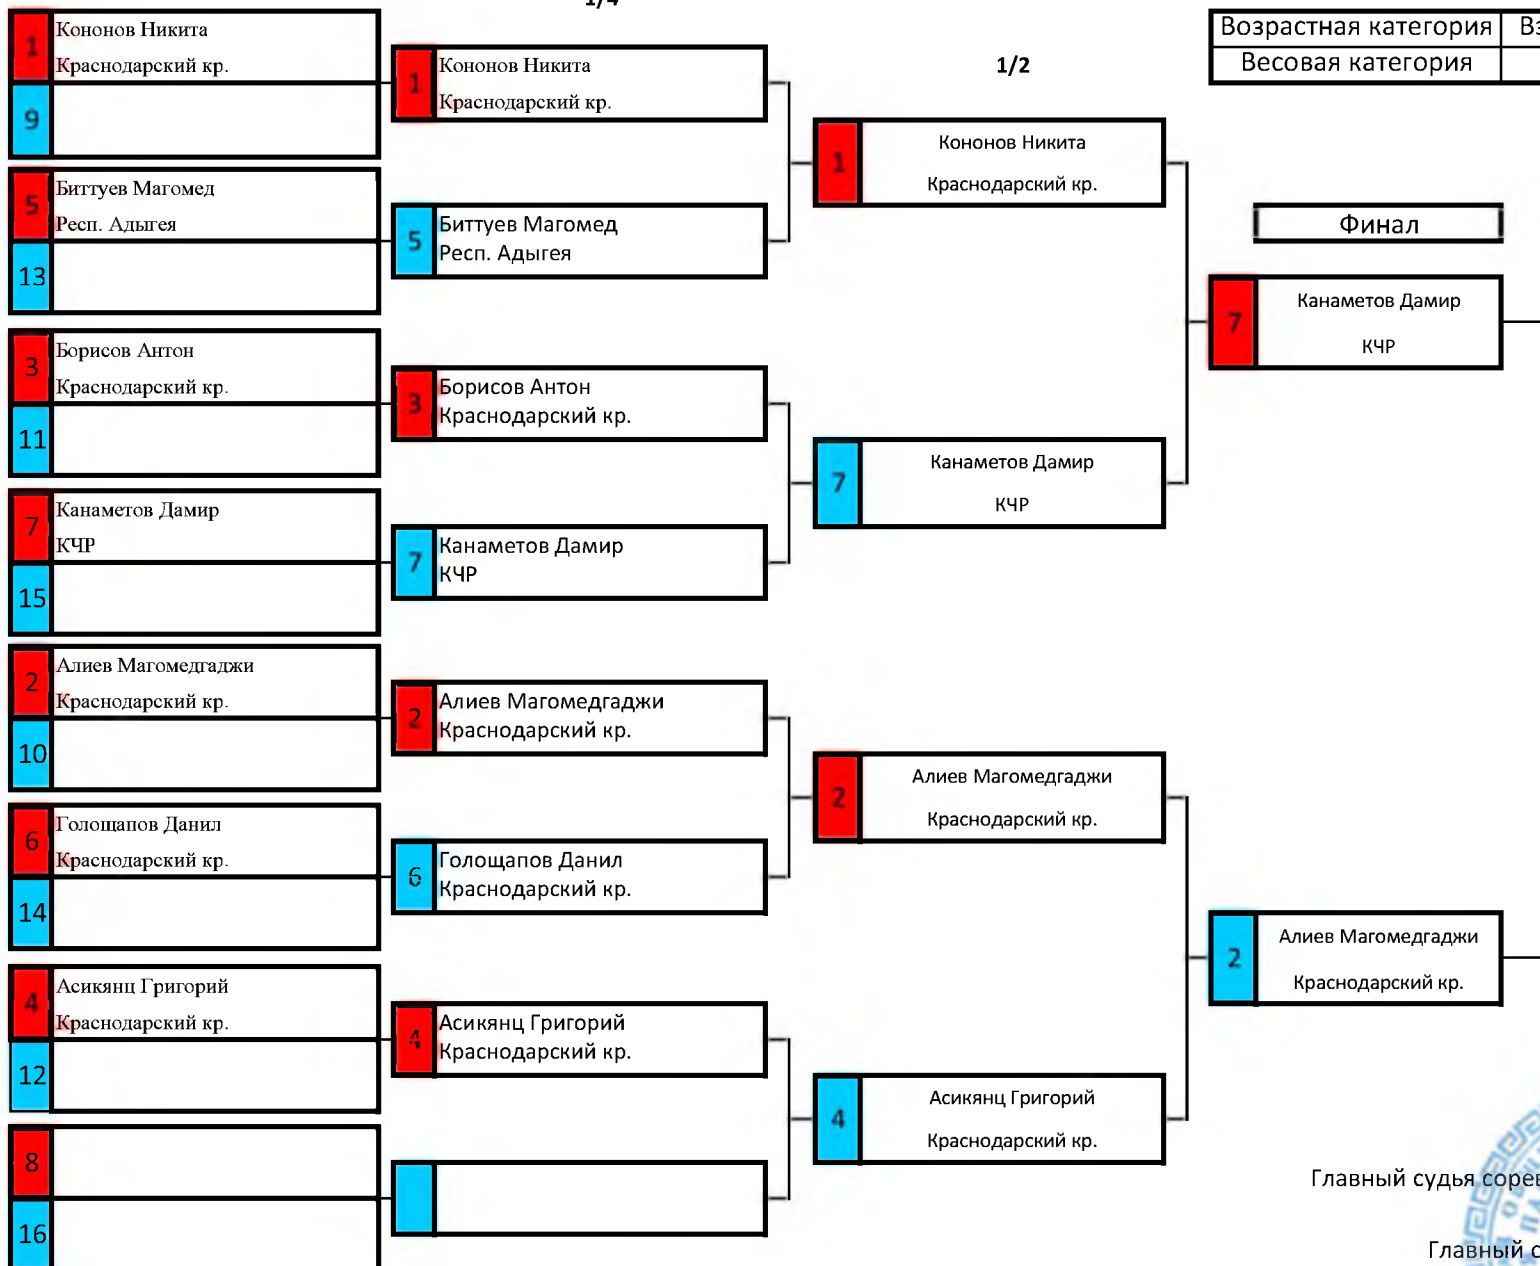 1/4
Возрастная категория
Весовая категория
1/2
Финал
1
Кононов Никита
Краснодарский кр.
9
5
Биттуев Магомед
Респ. Адыгея
13
3
Борисов Антон
Краснодарский кр.
11
7
Канаметов Дамир
КЧР
15
2
Алиев Магомедгаджи
Краснодарский кр.
10
6
Голощапов Данил
Краснодарский кр.
14
4
Асикянц Григорий
Краснодарский кр.
12
8
16
1
Кононов Никита
Краснодарский кр.
5
Биттуев Магомед
Респ. Адыгея
3
Борисов Антон
Краснодарский кр.
7
Канаметов Дамир
КЧР
2
Алиев Магомедгаджи
Краснодарский кр.
6
Голощапов Данил
Краснодарский кр.
4
Асикянц Григорий
Краснодарский кр.
1
Кононов Никита
Краснодарский кр.
7
Канаметов Дамир
КЧР
2
Алиев Магомедгаджи
Краснодарский кр.
4
Асикянц Григорий
Краснодарский кр.
7
Канаметов Дамир
КЧР
2
Алиев Магомедгаджи
Краснодарский кр.
Главный судья
Главный